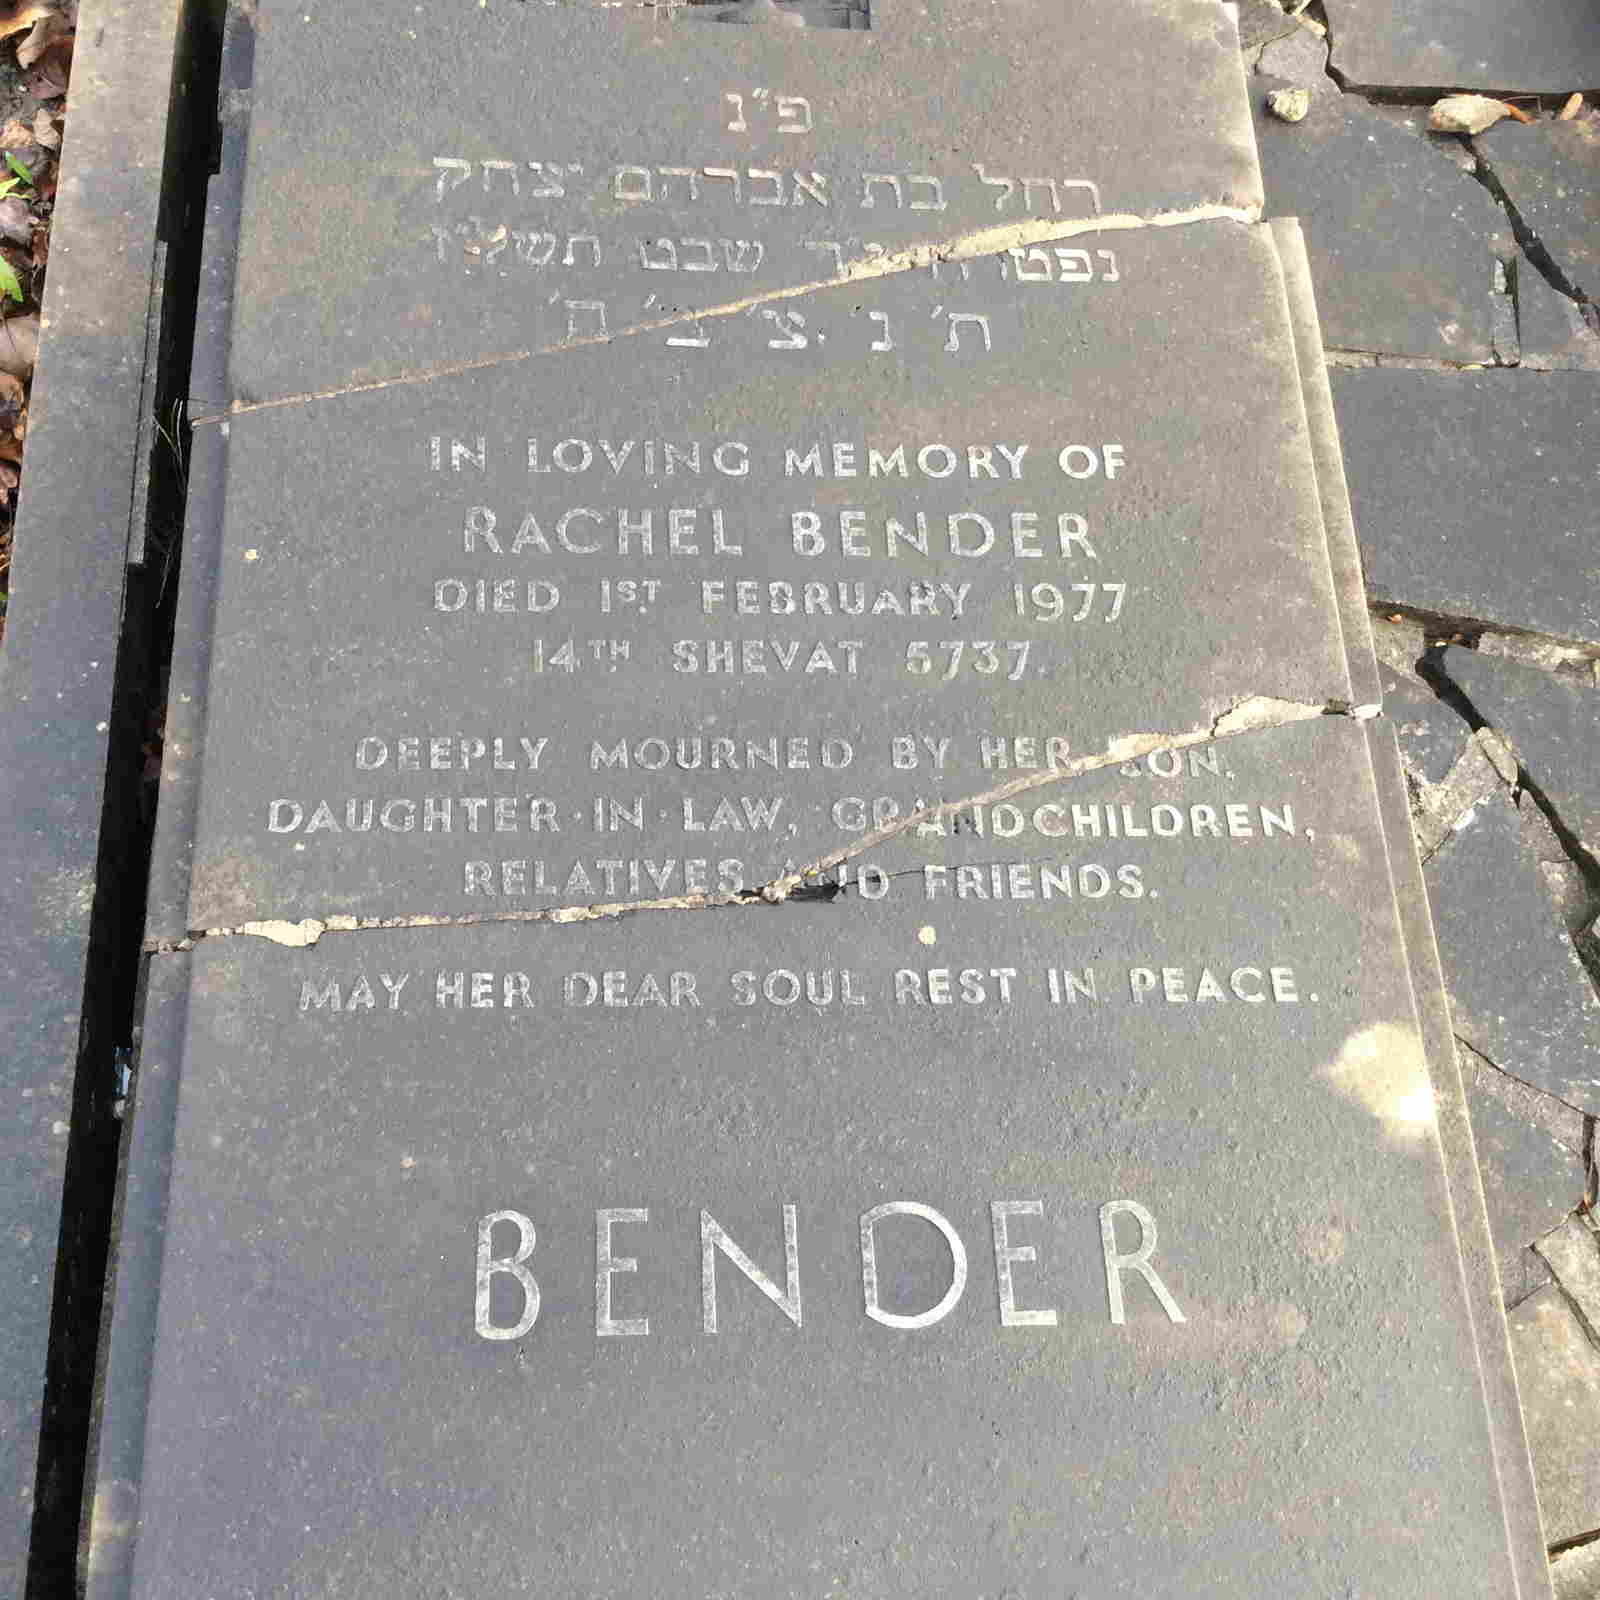 פ״נ
רחל בת אברהם יצחק
נפטרה י״ד שבט תשל״ז
ת׳ נ׳ צ׳ ב׳ ה׳
IN LOVING MEMORY OF
RACHEL BENDER
DIED 1ST FEBRUARY 1977
14TH SHEVAT 5737.
DEEPLY MOURNED BY HER SON,
DAUGHTER·IN·LAW, GRANDCHILDREN,
RELATIVES AND FRIENDS.
MAY HER DEAR SOUL REST IN PEACE.
BENDER